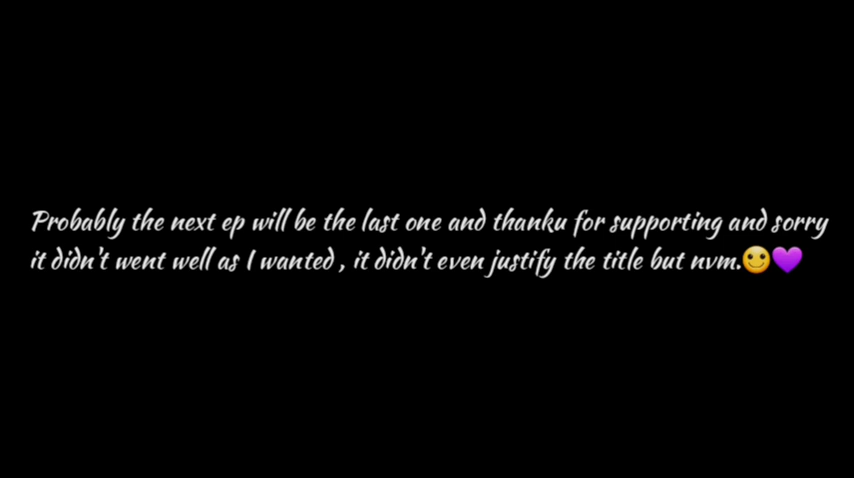 Probably the next ep will be the last one and thanku for supporting and sorry
it didn't went well as I wanted , it didn't even justify the title but nvm.🙂💜